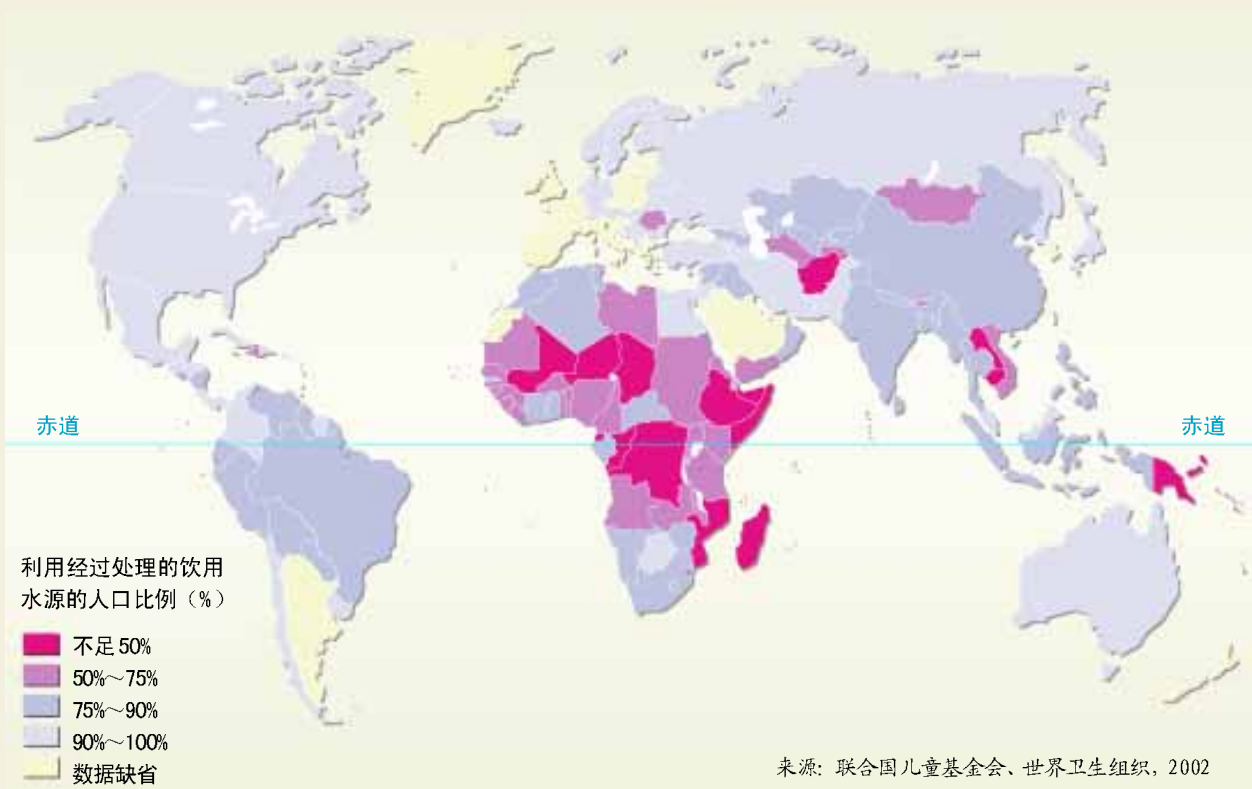 赤道
赤道
利用经过处理的饮用
水源的人口比例（%）
不足50%
50%～75%
75%～90%
90%～100%
数据缺省
来源：联合国儿童基金会、世界卫生组织，2002